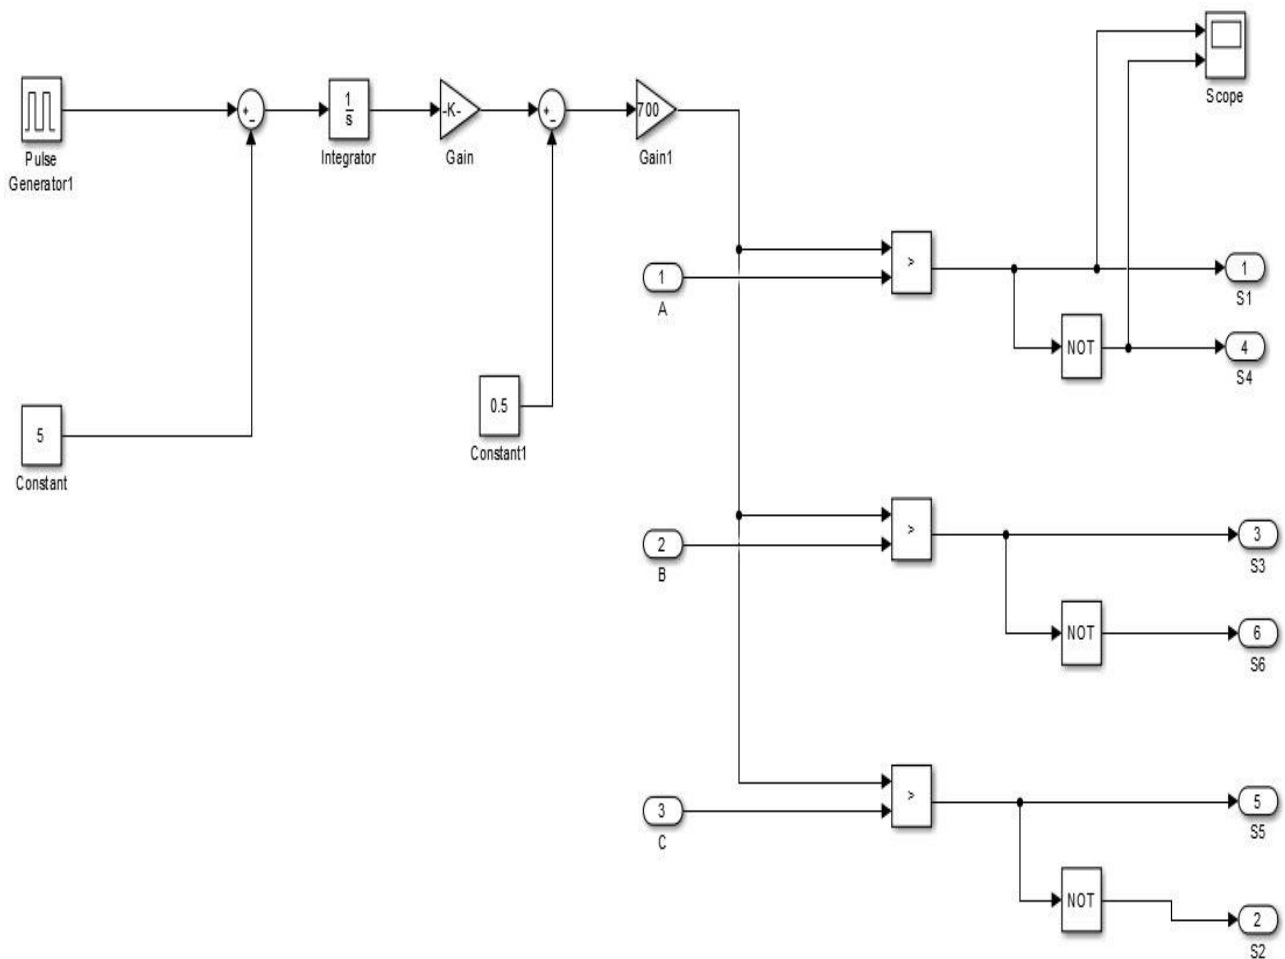 Scope
+
-
1
s
-K-
+
-
700
Pulse
Generator1
Integrator
Gain
Gain1
>
1
A
1
S1
NOT
4
S4
0.5
Constant1
5
Constant
>
2
B
3
S3
NOT
6
S6
>
3
C
5
S5
NOT
2
S2